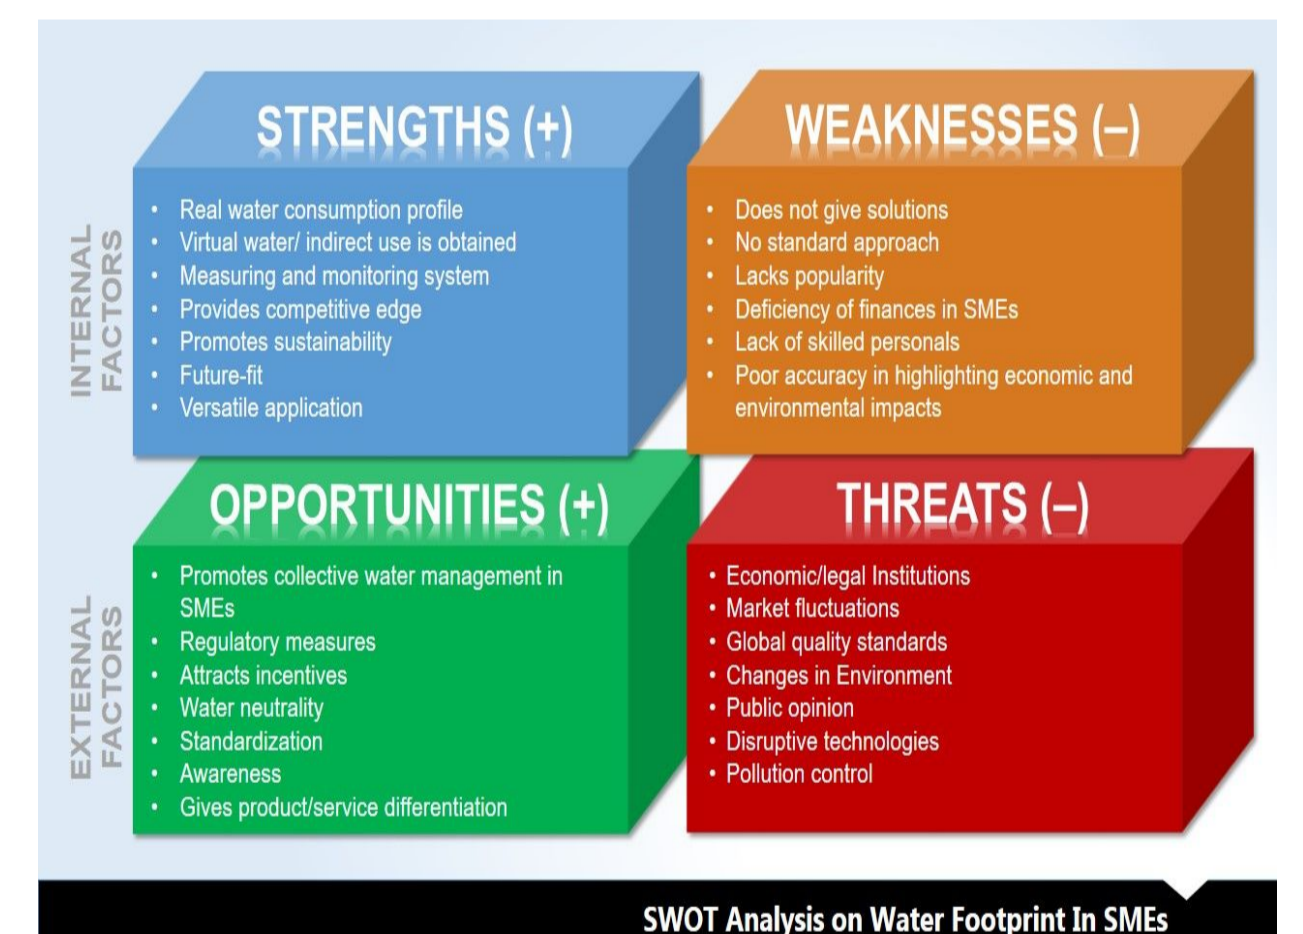 INTERNAL
FACTORS
STRENGTHS (+)
• Real water consumption profile
• Virtual water/ indirect use is obtained
• Measuring and monitoring system
• Provides competitive edge
• Promotes sustainability
• Future-fit
• Versatile application
WEAKNESSES (–)
• Does not give solutions
• No standard approach
• Lacks popularity
• Deficiency of finances in SMEs
• Lack of skilled personals
• Poor accuracy in highlighting economic and
environmental impacts
EXTERNAL
FACTORS
OPPORTUNITIES (+)
• Promotes collective water management in
SMEs
• Regulatory measures
• Attracts incentives
• Water neutrality
• Standardization
• Awareness
• Gives product/service differentiation
THREATS (–)
• Economic/legal Institutions
• Market fluctuations
• Global quality standards
• Changes in Environment
• Public opinion
• Disruptive technologies
• Pollution control
SWOT Analysis on Water Footprint In SMEs